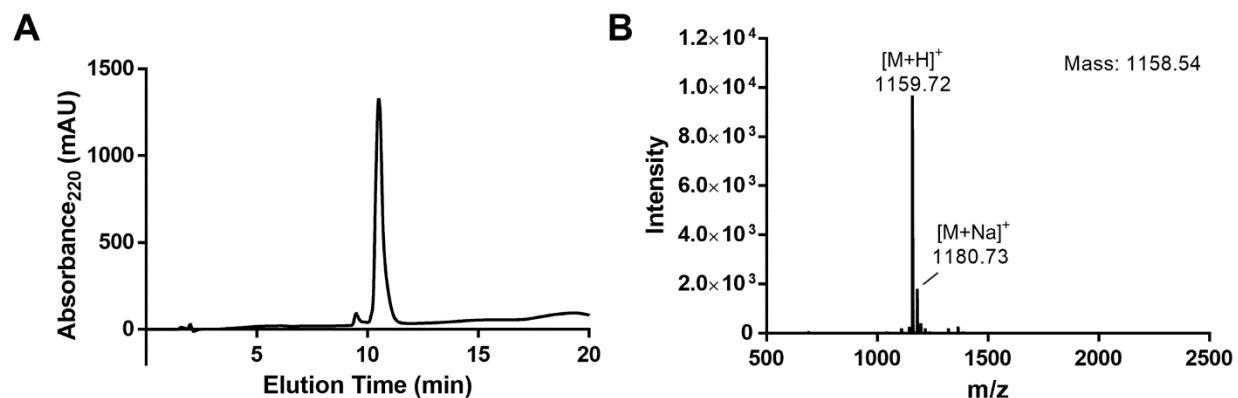 A
Absorbance₂₂₀ (mAU)
1500
1000
500
0
5
10
15
20
Elution Time (min)
B
Intensity
1.2×10⁴
1.0×10⁴
8.0×10³
6.0×10³
4.0×10³
2.0×10³
0
[M+H]⁺
1159.72
Mass: 1158.54
[M+Na]⁺
1180.73
500
1000
1500
2000
2500
m/z